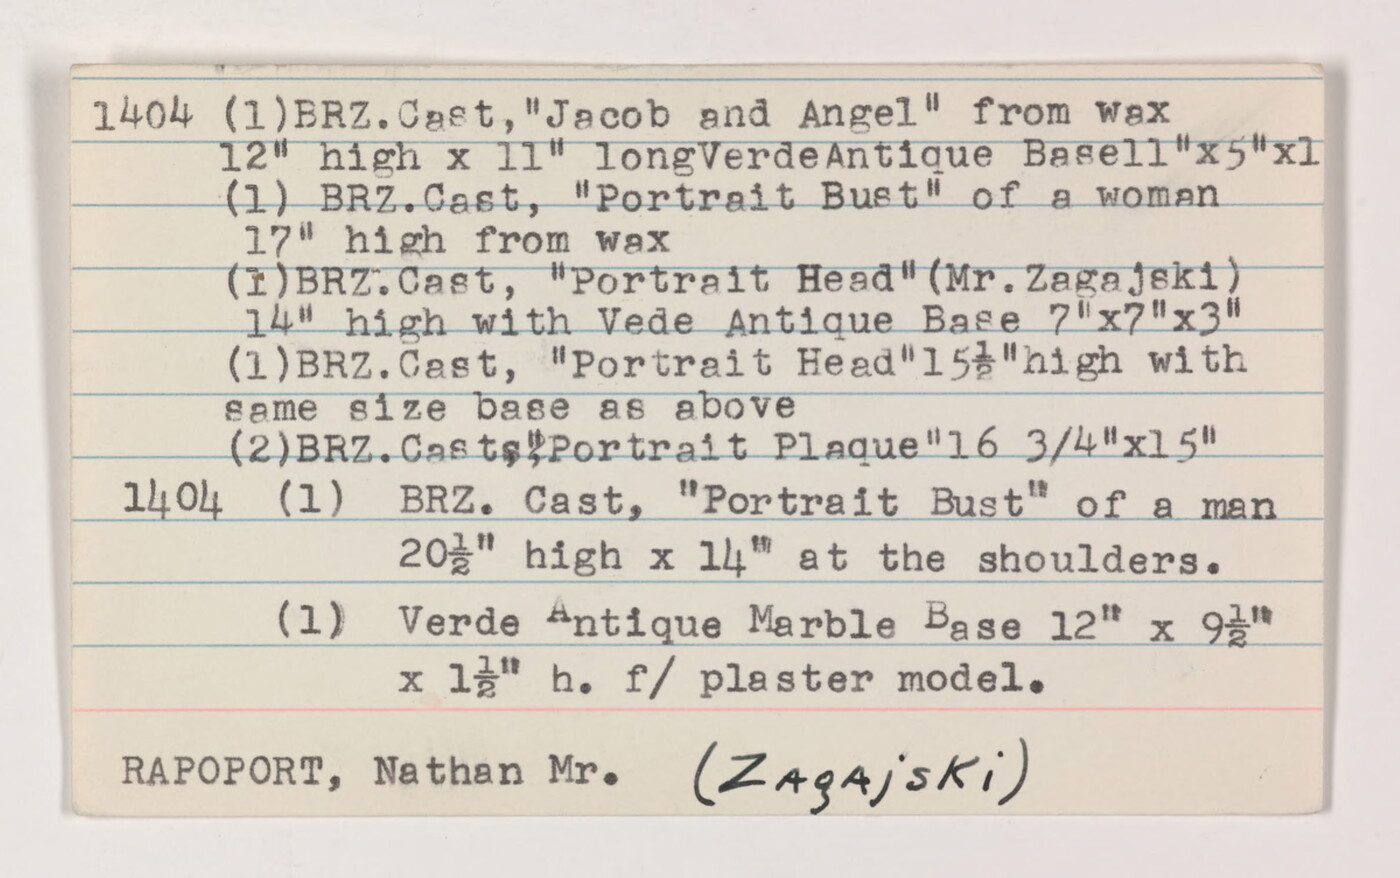 1404 (1)BRZ.Cast,"Jacob and Angel" from wax
12" high x 11" longVerdeAntique Base11"x5"x1
(1) BRZ.Cast, "Portrait Bust" of a woman
17" high from wax
(1)BRZ.Cast, "Portrait Head"(Mr.Zagajski)
14" high with Vede Antique Base 7"x7"x3"
(1)BRZ.Cast, "Portrait Head"15½"high with
same size base as above
(2)BRZ.Casts,"Portrait Plaque"16 3/4"x15"
1404 (1) BRZ. Cast, "Portrait Bust" of a man
20½" high x 14" at the shoulders.
(1) Verde Antique Marble Base 12" x 9½"
x 1½" h. f/ plaster model.
RAPOPORT, Nathan Mr. (Zagajski)